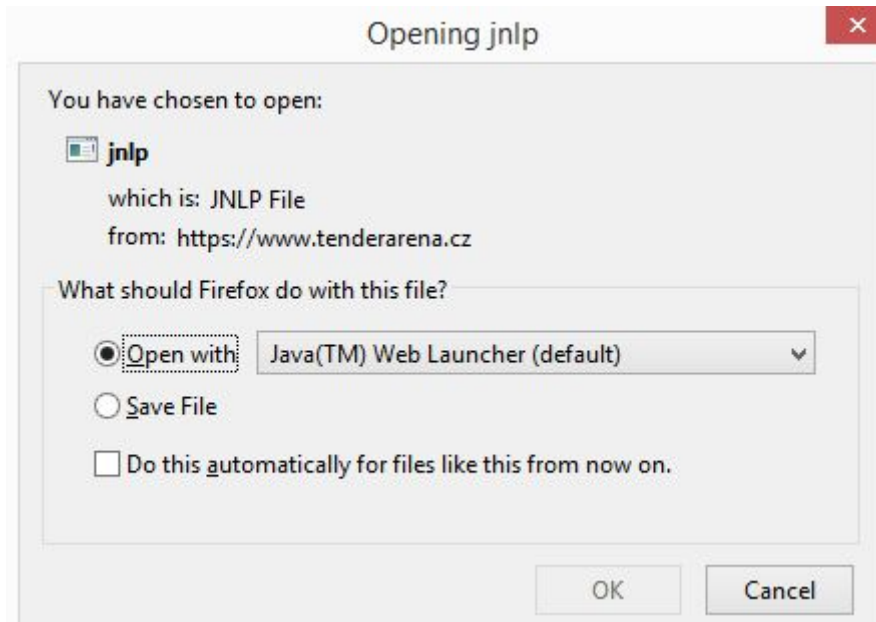 Opening jnlp
You have chosen to open:
jnlp
which is: JNLP File
from: https://www.tenderarena.cz
What should Firefox do with this file?
Open with Java(TM) Web Launcher (default)
Save File
Do this automatically for files like this from now on.
OK Cancel